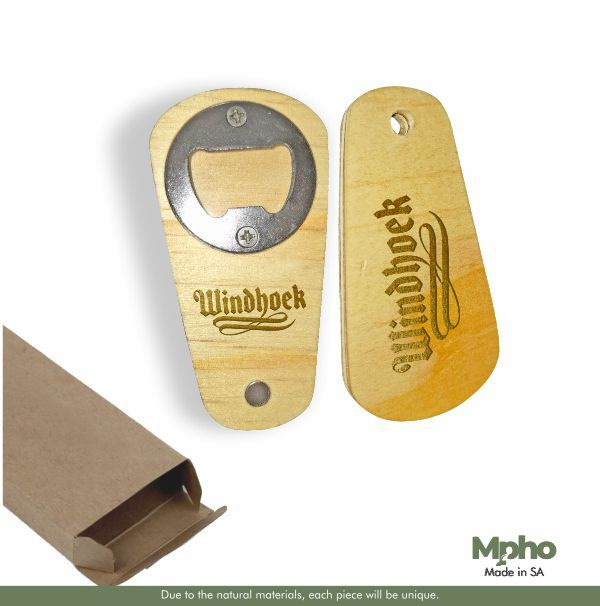 Windhoek
Windhoek
Mpho
Made in SA
Due to the natural materials, each piece will be unique.